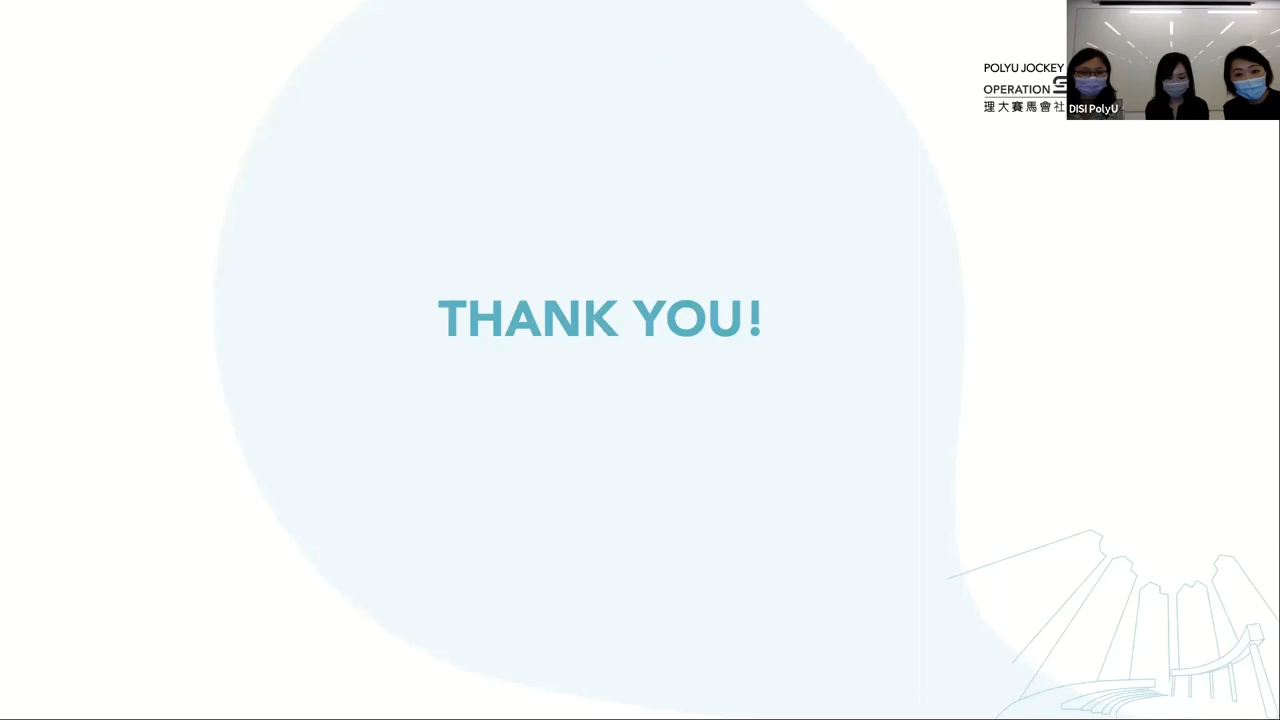 POLYU JOCKEY
OPERATION S
理大賽馬會社
DISI PolyU
THANK YOU!